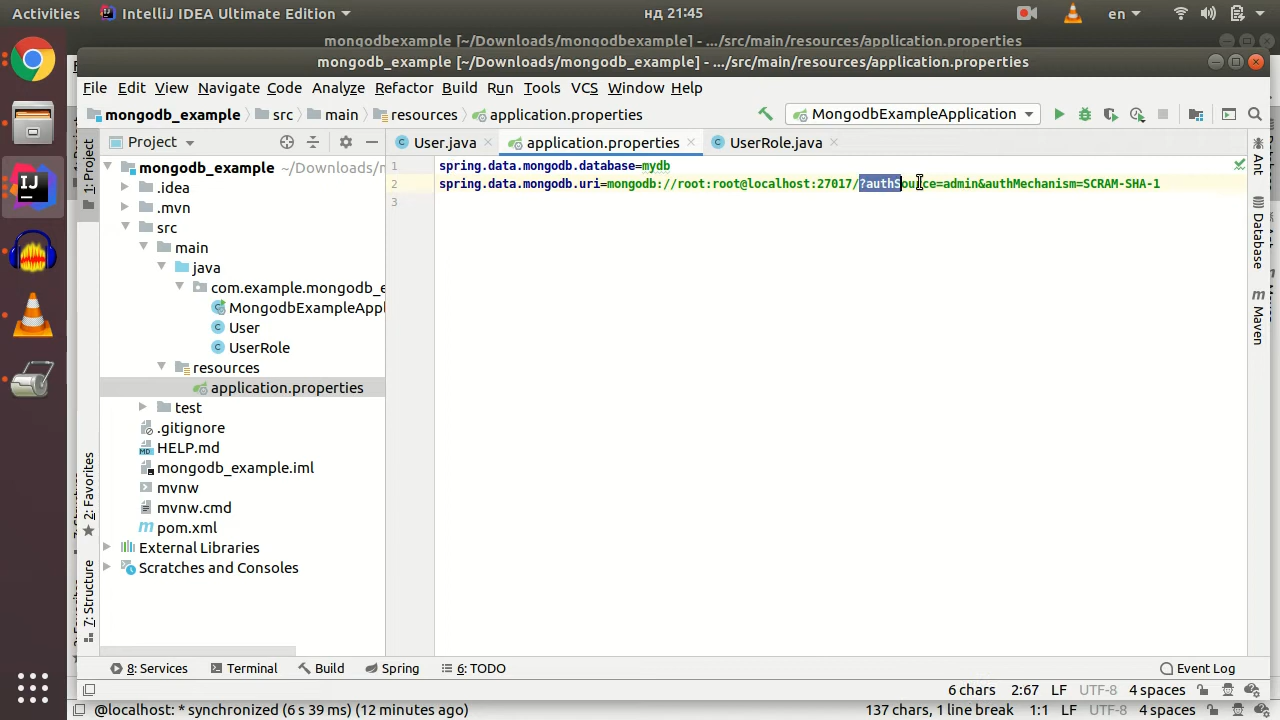 Activities IntelliJ IDEA Ultimate Edition нд 21:45 en
mongodbexample [~/Downloads/mongodbexample] - .../src/main/resources/application.properties
mongodb_example [~/Downloads/mongodb_example] - .../src/main/resources/application.properties
File Edit View Navigate Code Analyze Refactor Build Run Tools VCS Window Help
mongodb_example src main resources application.properties MongodbExampleApplication
Project User.java application.properties UserRole.java
1: Project
2: Favorites
7: Structure
Ant
Database
Maven
mongodb_example ~/Downloads/m
.idea
.mvn
src
main
java
com.example.mongodb_e
MongodbExampleAppl
User
UserRole
resources
application.properties
test
.gitignore
HELP.md
mongodb_example.iml
mvnw
mvnw.cmd
pom.xml
External Libraries
Scratches and Consoles
1 spring.data.mongodb.database=mydb
2 spring.data.mongodb.uri=mongodb://root:root@localhost:27017/?authSource=admin&authMechanism=SCRAM-SHA-1
3
8: Services Terminal Build Spring 6: TODO Event Log
6 chars 2:67 LF UTF-8 4 spaces
@localhost: * synchronized (6 s 39 ms) (12 minutes ago) 137 chars, 1 line break 1:1 LF UTF-8 4 spaces